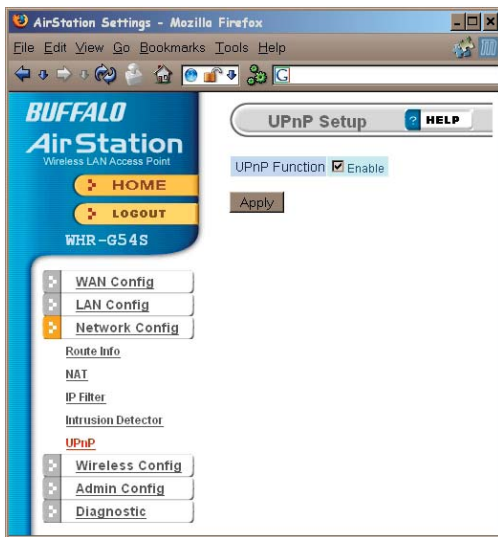 AirStation Settings - Mozilla Firefox
File Edit View Go Bookmarks Tools Help
G
BUFFALO
AirStation
Wireless LAN Access Point
HOME
LOGOUT
WHR-G54S
UPnP Setup
? HELP
UPnP Function Enable
Apply
WAN Config
LAN Config
Network Config
Route Info
NAT
IP Filter
Intrusion Detector
UPnP
Wireless Config
Admin Config
Diagnostic